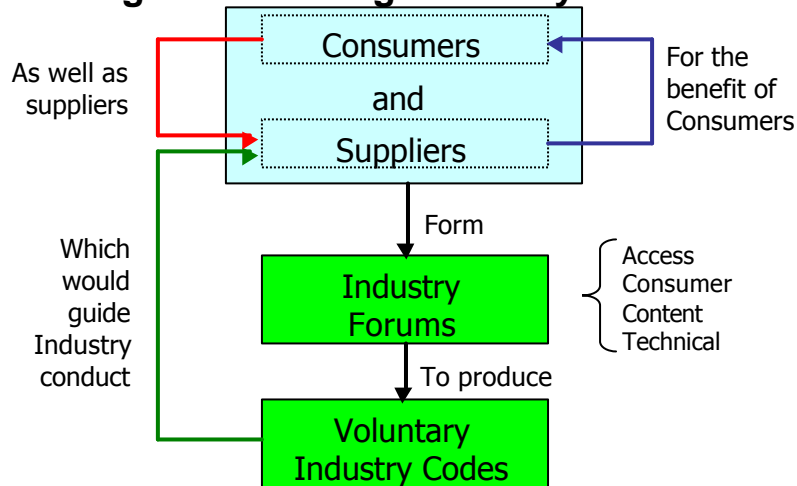 Consumers
and
Suppliers
As well as
suppliers
For the
benefit of
Consumers
Form
Industry
Forums
Access
Consumer
Content
Technical
Which
would
guide
Industry
conduct
To produce
Voluntary
Industry Codes